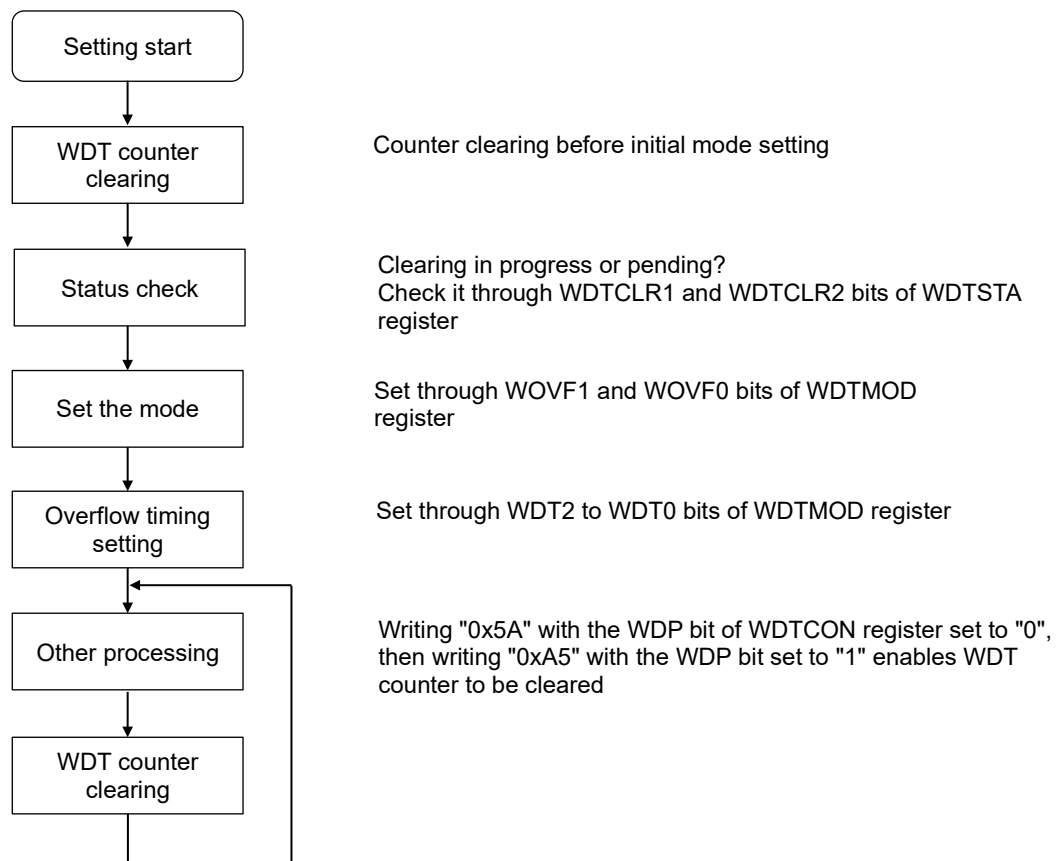 Setting start
WDT counter
clearing
Counter clearing before initial mode setting
Status check
Clearing in progress or pending?
Check it through WDTCLR1 and WDTCLR2 bits of WDTSTA
register
Set the mode
Set through WOVF1 and WOVF0 bits of WDTMOD
register
Overflow timing
setting
Set through WDT2 to WDT0 bits of WDTMOD register
Other processing
Writing "0x5A" with the WDP bit of WDTCON register set to "0",
then writing "0xA5" with the WDP bit set to "1" enables WDT
counter to be cleared
WDT counter
clearing